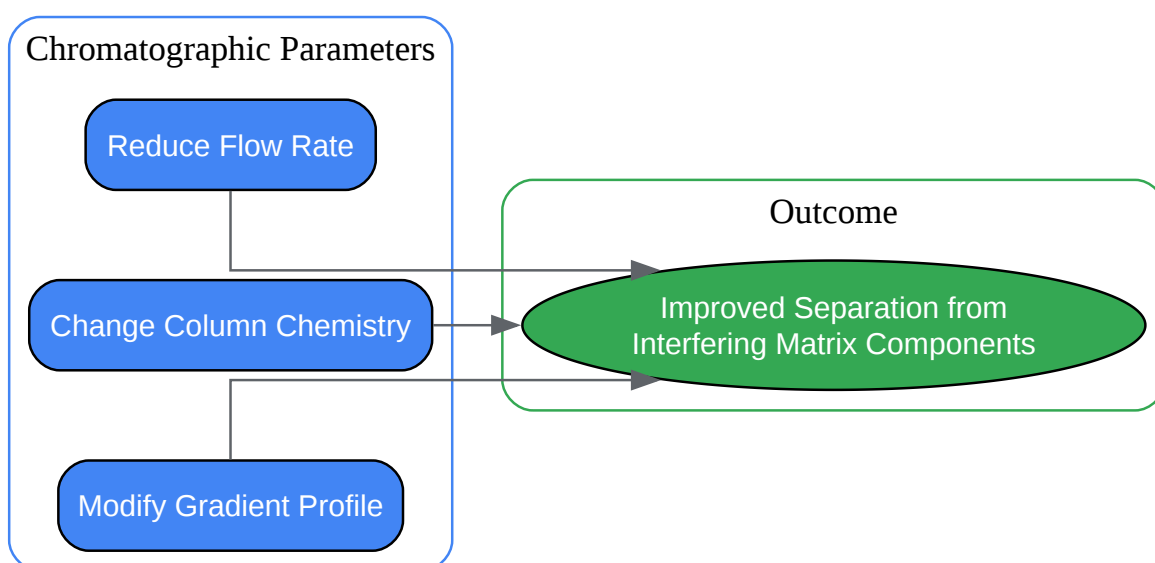 Chromatographic Parameters
Reduce Flow Rate
Change Column Chemistry
Modify Gradient Profile
Outcome
Improved Separation from
Interfering Matrix Components